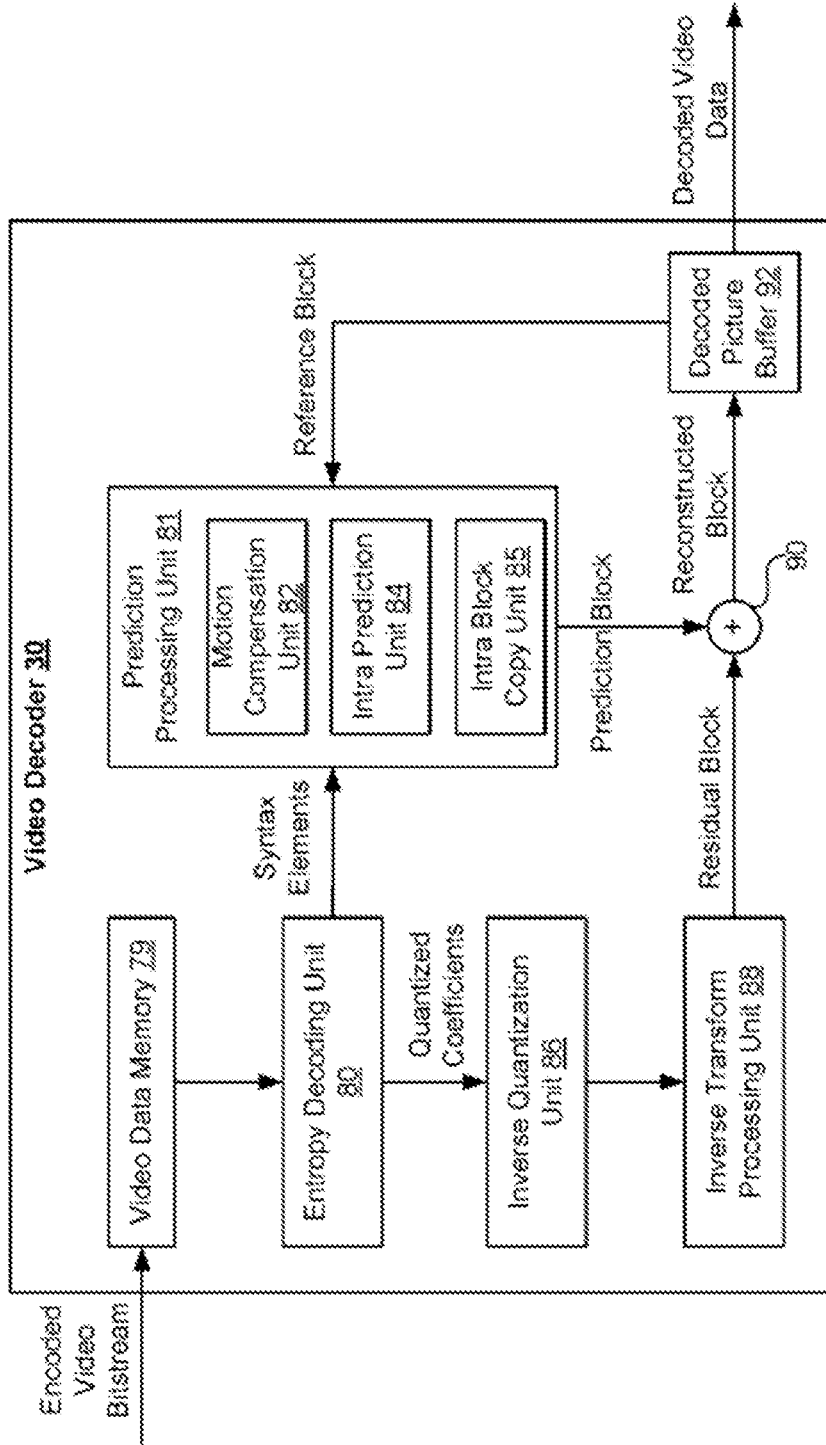 Video Decoder 30
Encoded
Video
Bitstream
Video Data Memory 79
Entropy Decoding Unit
80
Syntax
Elements
Quantized
Coefficients
Inverse Quantization
Unit 86
Inverse Transform
Processing Unit 88
Prediction
Processing Unit 81
Motion
Compensation
Unit 82
Intra Prediction
Unit 84
Intra Block
Copy Unit 85
Reference Block
Prediction Block
Residual Block
+
90
Reconstructed
Block
Decoded
Picture
Buffer 92
Decoded Video
Data